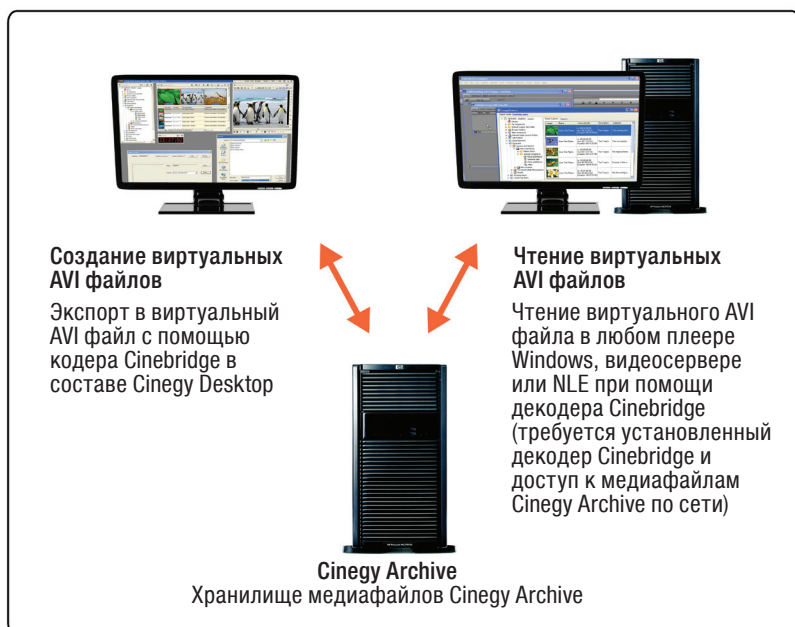 Создание виртуальных
AVI файлов
Экспорт в виртуальный
AVI файл с помощью
кодера Cinebridge в
составе Cinegy Desktop
Чтение виртуальных
AVI файлов
Чтение виртуального AVI
файла в любом плеере
Windows, видеосервере
или NLE при помощи
декодера Cinebridge
(требуется установленный
декодер Cinebridge и
доступ к медиафайлам
Cinegy Archive по сети)
Cinegy Archive
Хранилище медиафайлов Cinegy Archive